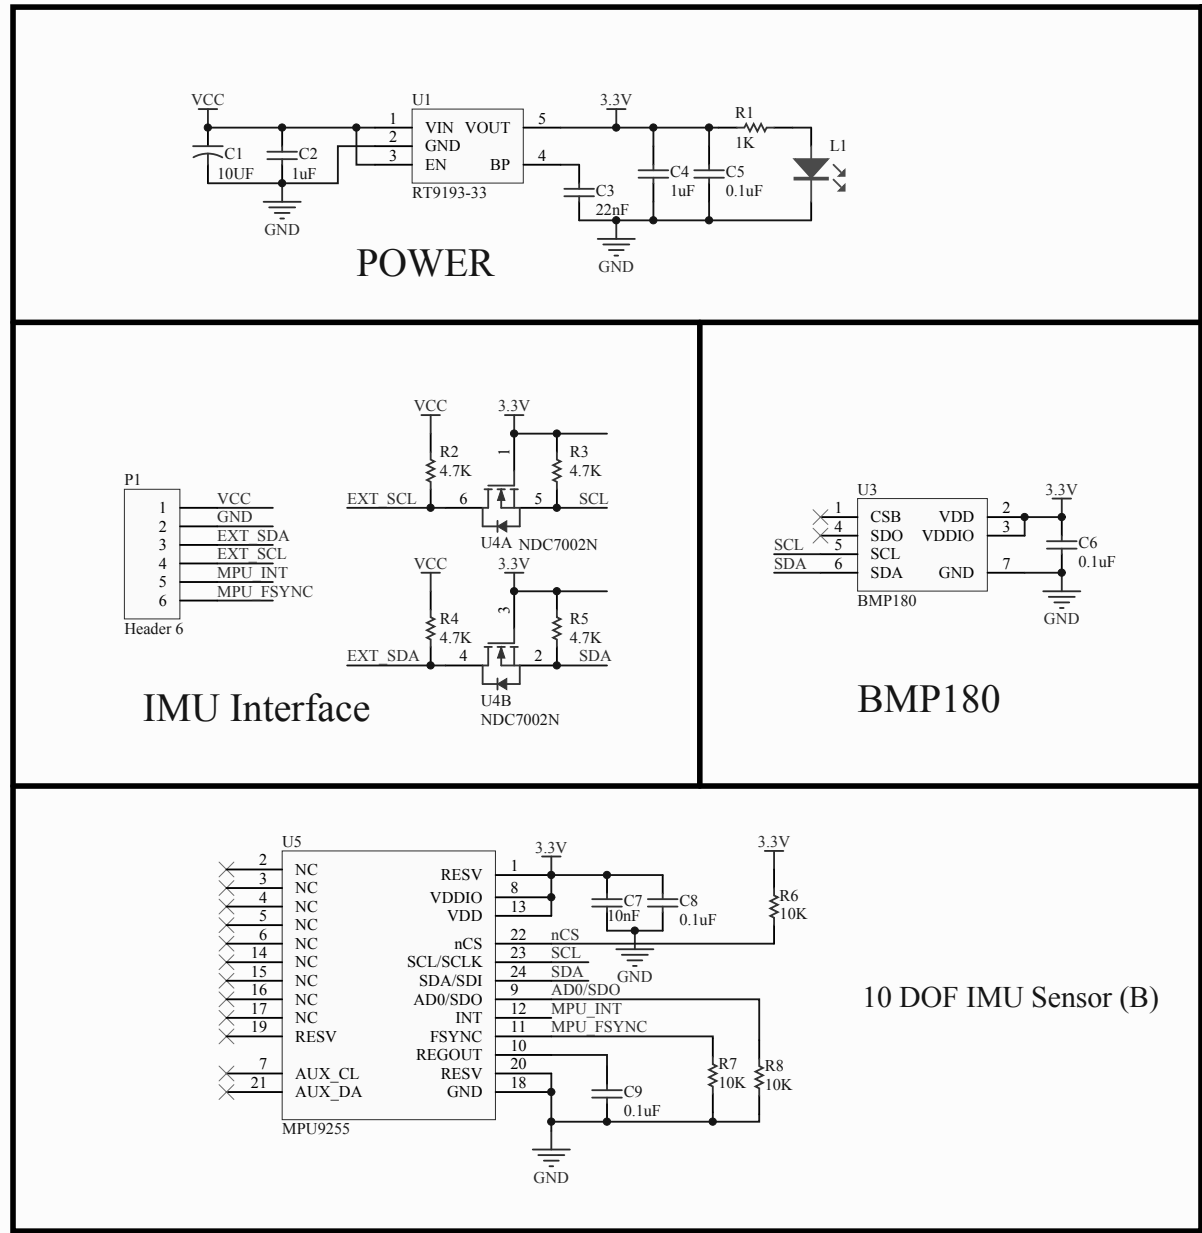 VCC
U1
3.3V
R1
1K
L1
1 VIN VOUT 5
2 GND
3 EN BP 4
RT9193-33
C1
10UF
C2
1uF
GND
C3
22nF
C4
1uF
C5
0.1uF
GND
POWER
P1
1 VCC
2 GND
3 EXT_SDA
4 EXT_SCL
5 MPU_INT
6 MPU_FSYNC
Header 6
VCC
3.3V
R2
4.7K
1
R3
4.7K
EXT_SCL 6 5 SCL
U4A NDC7002N
VCC
3.3V
R4
4.7K
3
R5
4.7K
EXT_SDA 4 2 SDA
U4B
NDC7002N
IMU Interface
U3
3.3V
1 CSB VDD 2
4 SDO VDDIO 3
SCL 5 SCL
SDA 6 SDA GND 7
BMP180
C6
0.1uF
GND
BMP180
U5
2 NC
3 NC
4 NC
5 NC
6 NC
14 NC
15 NC
16 NC
17 NC
19 RESV
7 AUX_CL
21 AUX_DA
RESV 1
VDDIO 8
VDD 13
nCS 22 nCS
SCL/SCLK 23 SCL
SDA/SDI 24 SDA
AD0/SDO 9 AD0/SDO
INT 12 MPU_INT
FSYNC 11 MPU_FSYNC
REGOUT 10
RESV 20
GND 18
MPU9255
3.3V
C7
10nF
C8
0.1uF
GND
3.3V
R6
10K
R7
10K
R8
10K
C9
0.1uF
GND
10 DOF IMU Sensor (B)